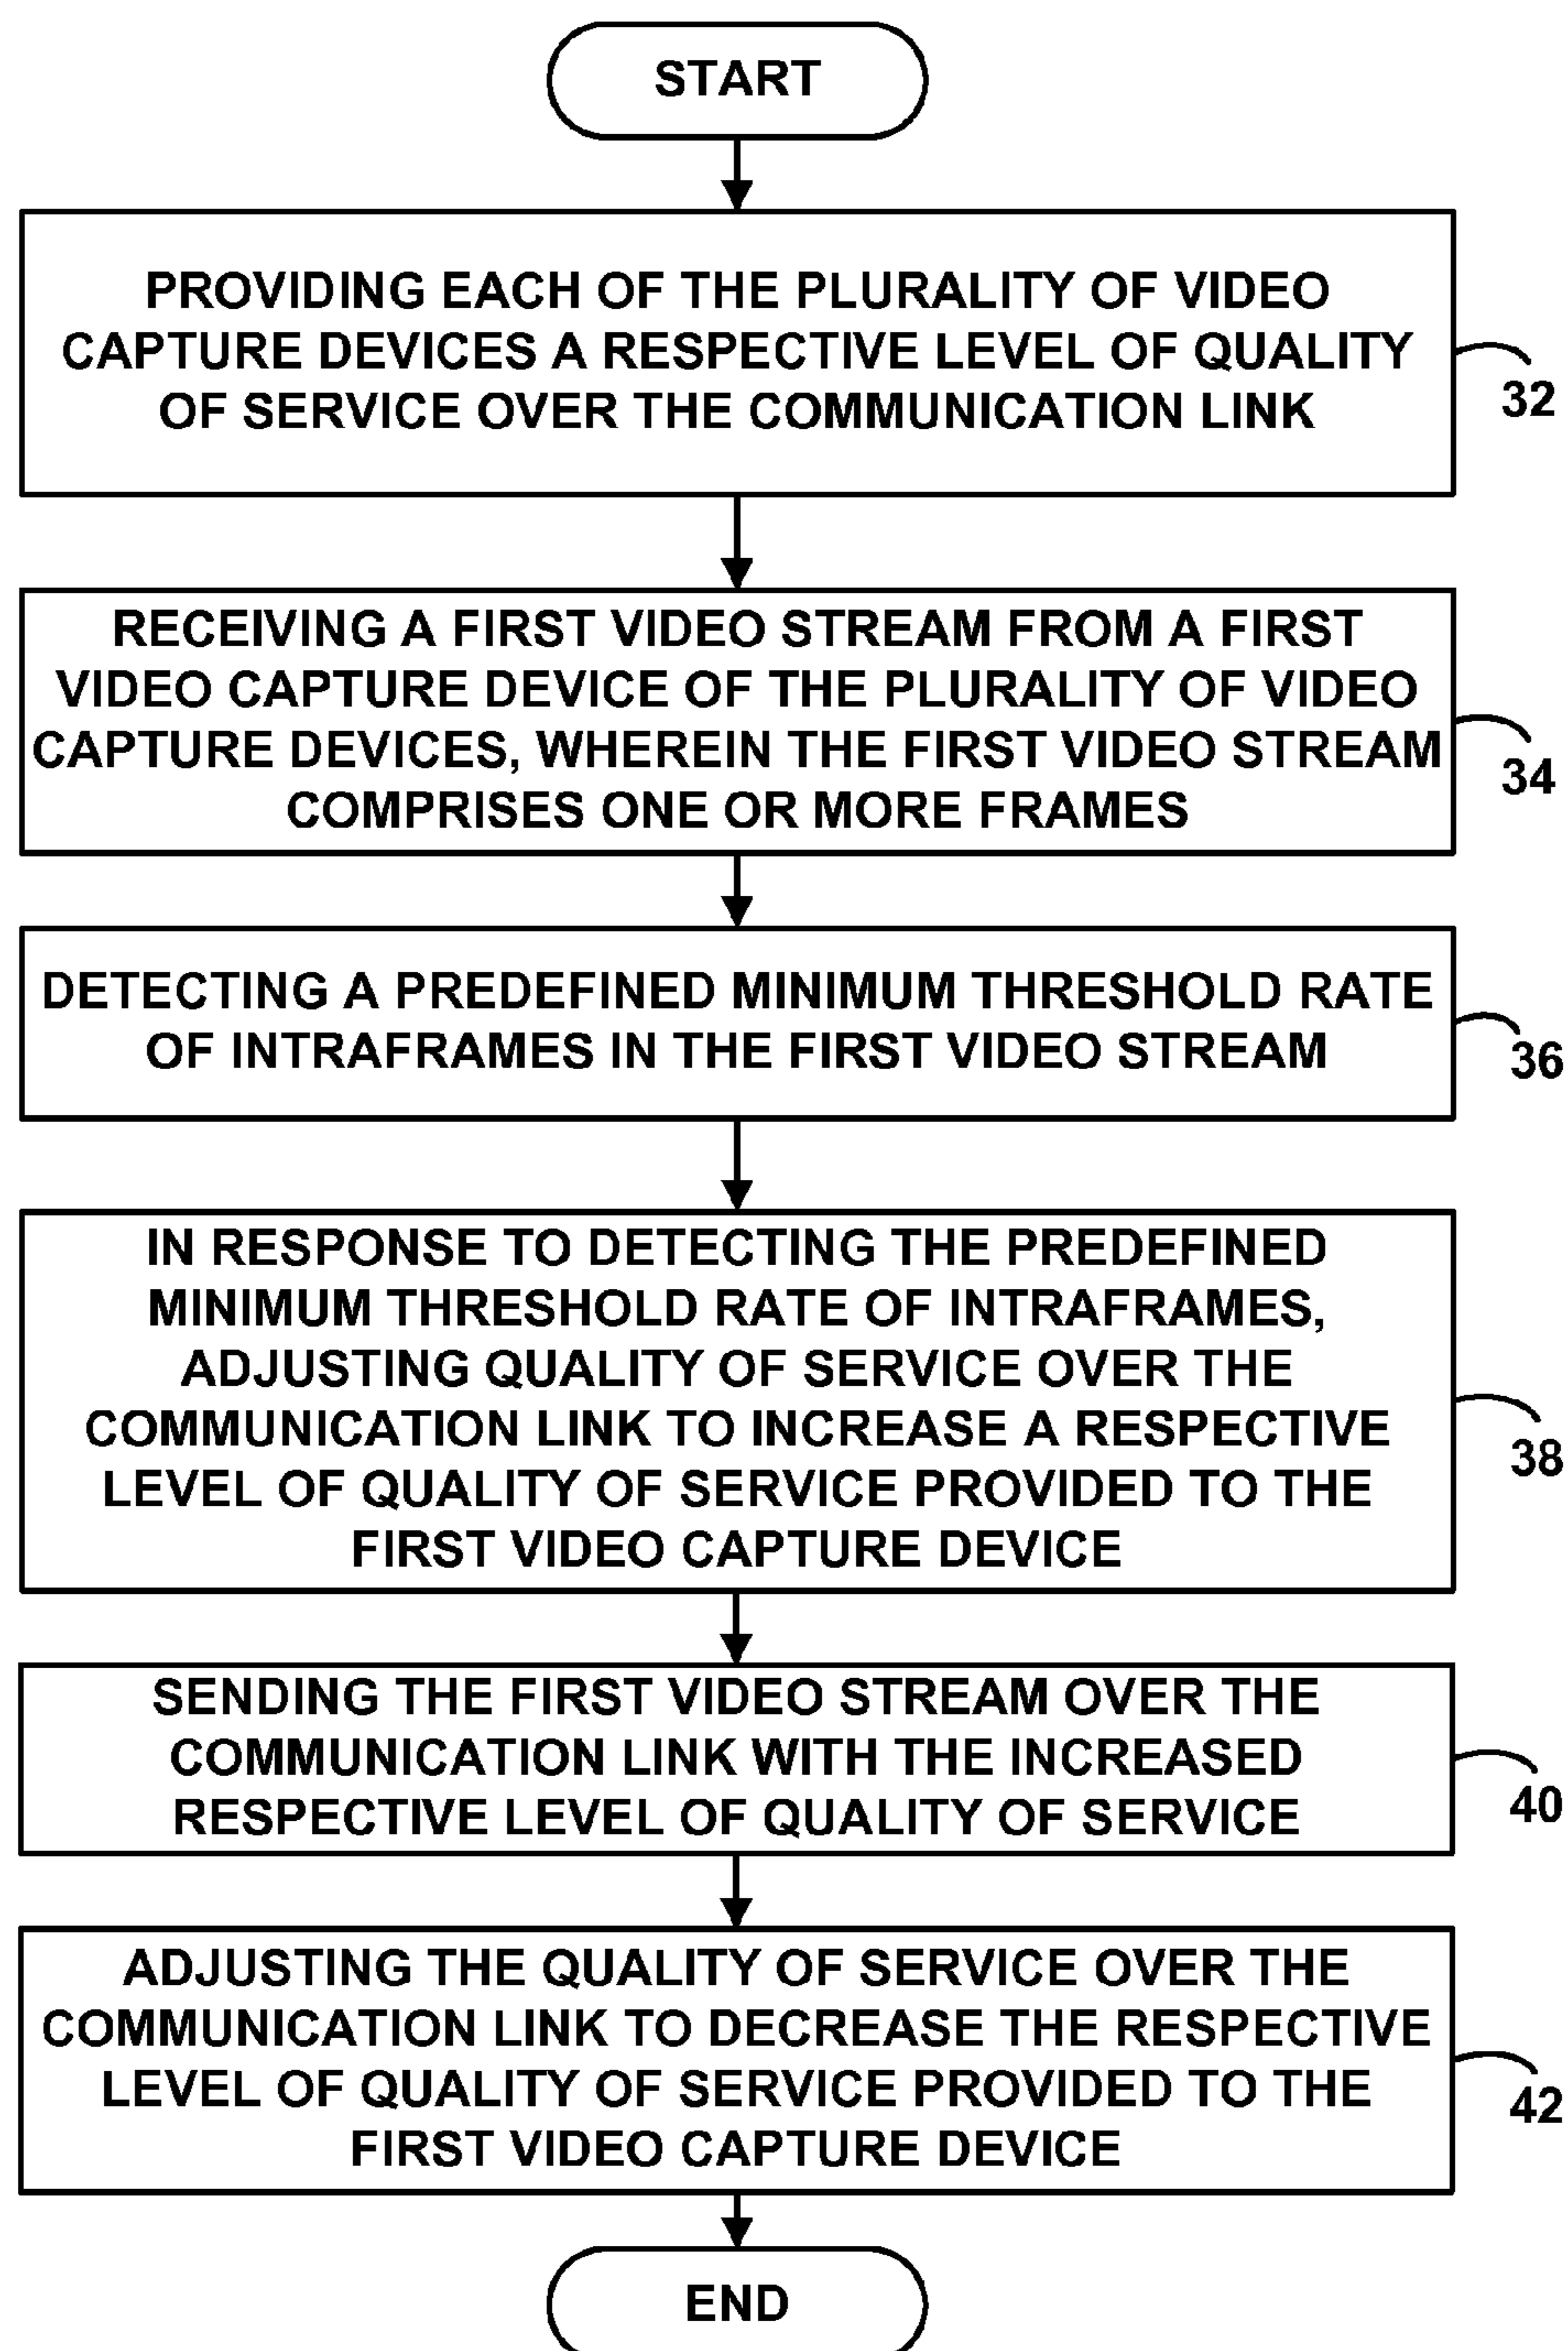 START
PROVIDING EACH OF THE PLURALITY OF VIDEO
CAPTURE DEVICES A RESPECTIVE LEVEL OF QUALITY
OF SERVICE OVER THE COMMUNICATION LINK
32
RECEIVING A FIRST VIDEO STREAM FROM A FIRST
VIDEO CAPTURE DEVICE OF THE PLURALITY OF VIDEO
CAPTURE DEVICES, WHEREIN THE FIRST VIDEO STREAM
COMPRISES ONE OR MORE FRAMES
34
DETECTING A PREDEFINED MINIMUM THRESHOLD RATE
OF INTRAFRAMES IN THE FIRST VIDEO STREAM
36
IN RESPONSE TO DETECTING THE PREDEFINED
MINIMUM THRESHOLD RATE OF INTRAFRAMES,
ADJUSTING QUALITY OF SERVICE OVER THE
COMMUNICATION LINK TO INCREASE A RESPECTIVE
LEVEL OF QUALITY OF SERVICE PROVIDED TO THE
FIRST VIDEO CAPTURE DEVICE
38
SENDING THE FIRST VIDEO STREAM OVER THE
COMMUNICATION LINK WITH THE INCREASED
RESPECTIVE LEVEL OF QUALITY OF SERVICE
40
ADJUSTING THE QUALITY OF SERVICE OVER THE
COMMUNICATION LINK TO DECREASE THE RESPECTIVE
LEVEL OF QUALITY OF SERVICE PROVIDED TO THE
FIRST VIDEO CAPTURE DEVICE
42
END